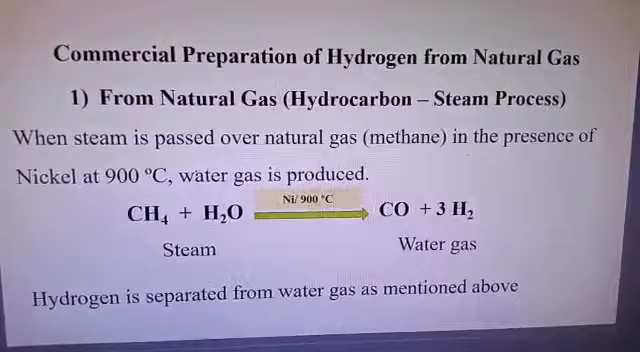 Commercial Preparation of Hydrogen from Natural Gas
1) From Natural Gas (Hydrocarbon – Steam Process)
When steam is passed over natural gas (methane) in the presence of
Nickel at 900 ºC, water gas is produced.
Ni/ 900 ºC
CH₄ + H₂O CO + 3 H₂
Steam Water gas
Hydrogen is separated from water gas as mentioned above